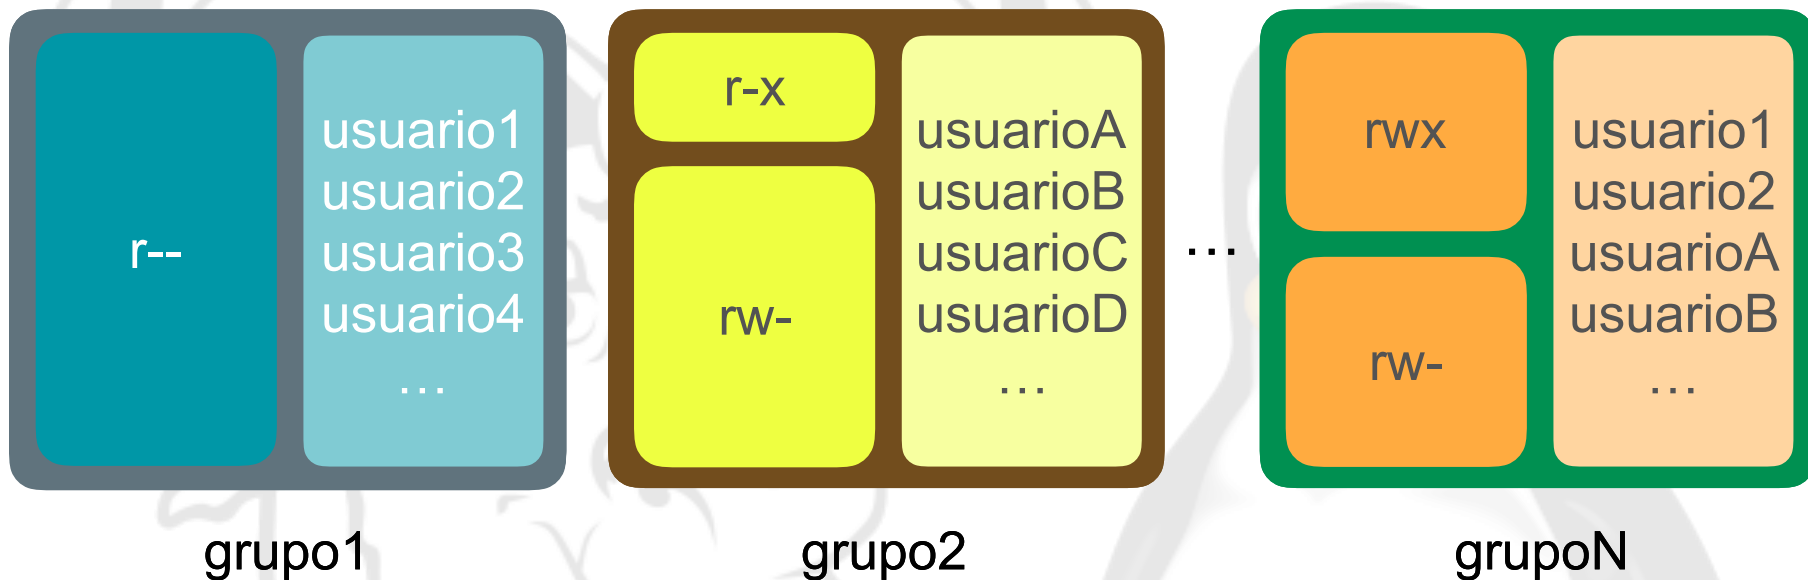 r--
usuario1
usuario2
usuario3
usuario4
...
grupo1
r-x
rw-
usuarioA
usuarioB
usuarioC
usuarioD
...
grupo2
...
rwx
rw-
usuario1
usuario2
usuarioA
usuarioB
...
grupoN